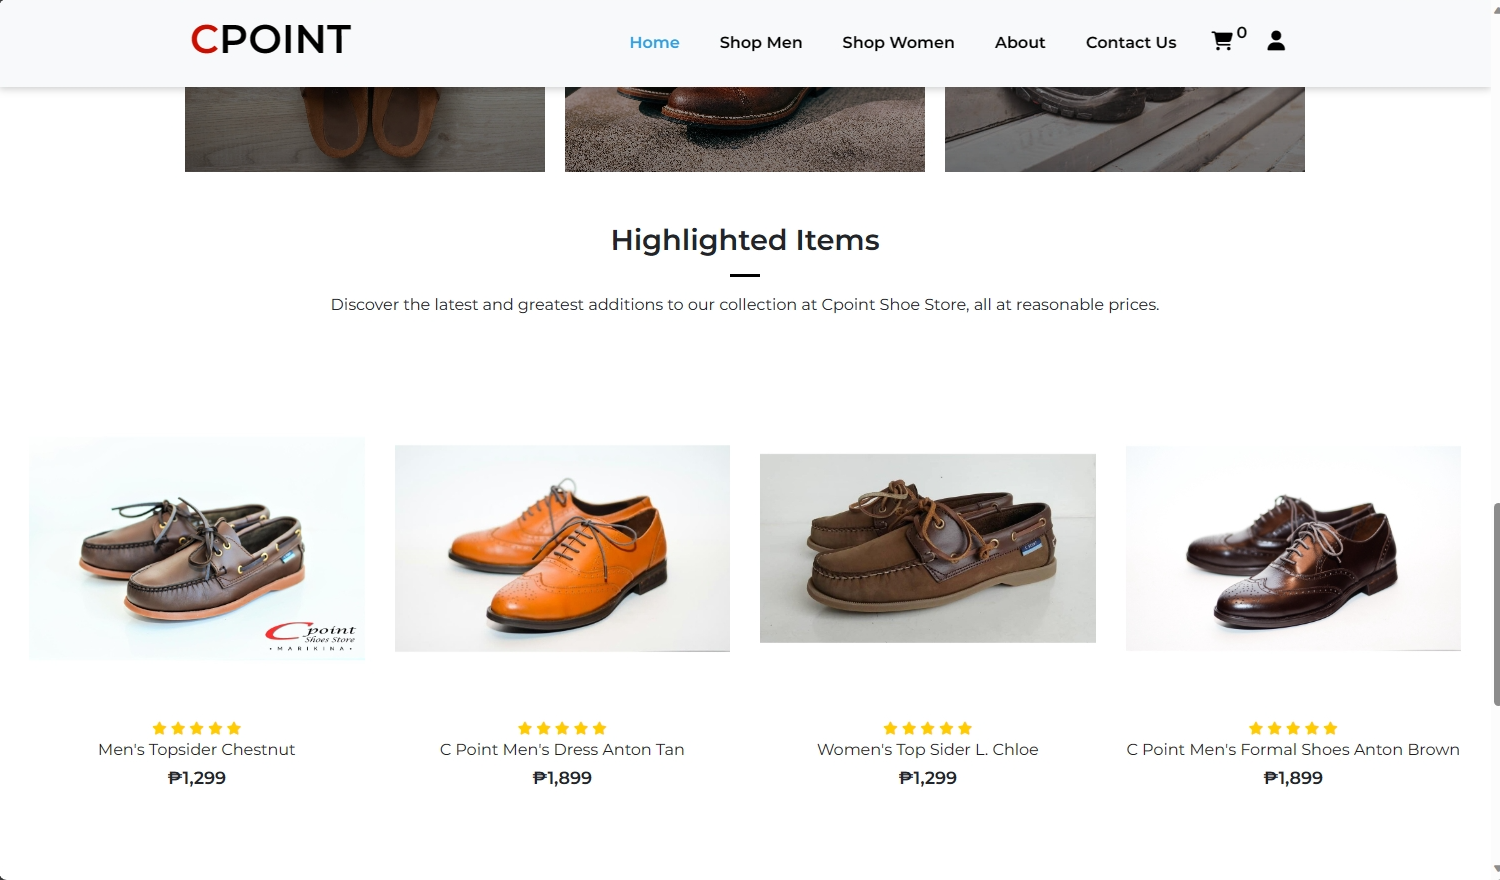 CPOINT
Home
Shop Men
Shop Women
About
Contact Us
0
Highlighted Items
Discover the latest and greatest additions to our collection at Cpoint Shoe Store, all at reasonable prices.
Cpoint
Shoes Store
• MARIKINA •
Men's Topsider Chestnut
₱1,299
C Point Men's Dress Anton Tan
₱1,899
Women's Top Sider L. Chloe
₱1,299
C Point Men's Formal Shoes Anton Brown
₱1,899